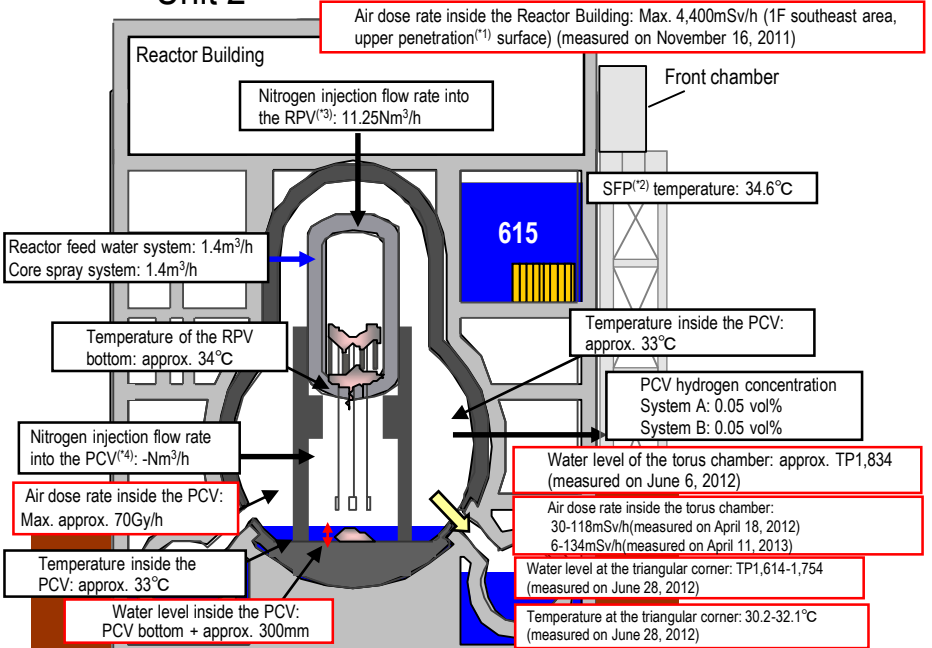 Unit 2
Air dose rate inside the Reactor Building: Max. 4,400mSv/h (1F southeast area,
upper penetration(*1) surface) (measured on November 16, 2011)
Reactor Building
Front chamber
Nitrogen injection flow rate into
the RPV(*3): 11.25Nm3/h
SFP(*2) temperature: 34.6℃
615
Reactor feed water system: 1.4m3/h
Core spray system: 1.4m3/h
Temperature of the RPV
bottom: approx. 34℃
Temperature inside the PCV:
approx. 33℃
PCV hydrogen concentration
System A: 0.05 vol%
System B: 0.05 vol%
Nitrogen injection flow rate
into the PCV(*4): -Nm3/h
Water level of the torus chamber: approx. TP1,834
(measured on June 6, 2012)
Air dose rate inside the PCV:
Max. approx. 70Gy/h
Air dose rate inside the torus chamber:
30-118mSv/h(measured on April 18, 2012)
6-134mSv/h(measured on April 11, 2013)
Temperature inside the
PCV: approx. 33℃
Water level at the triangular corner: TP1,614-1,754
(measured on June 28, 2012)
Water level inside the PCV:
PCV bottom + approx. 300mm
Temperature at the triangular corner: 30.2-32.1℃
(measured on June 28, 2012)